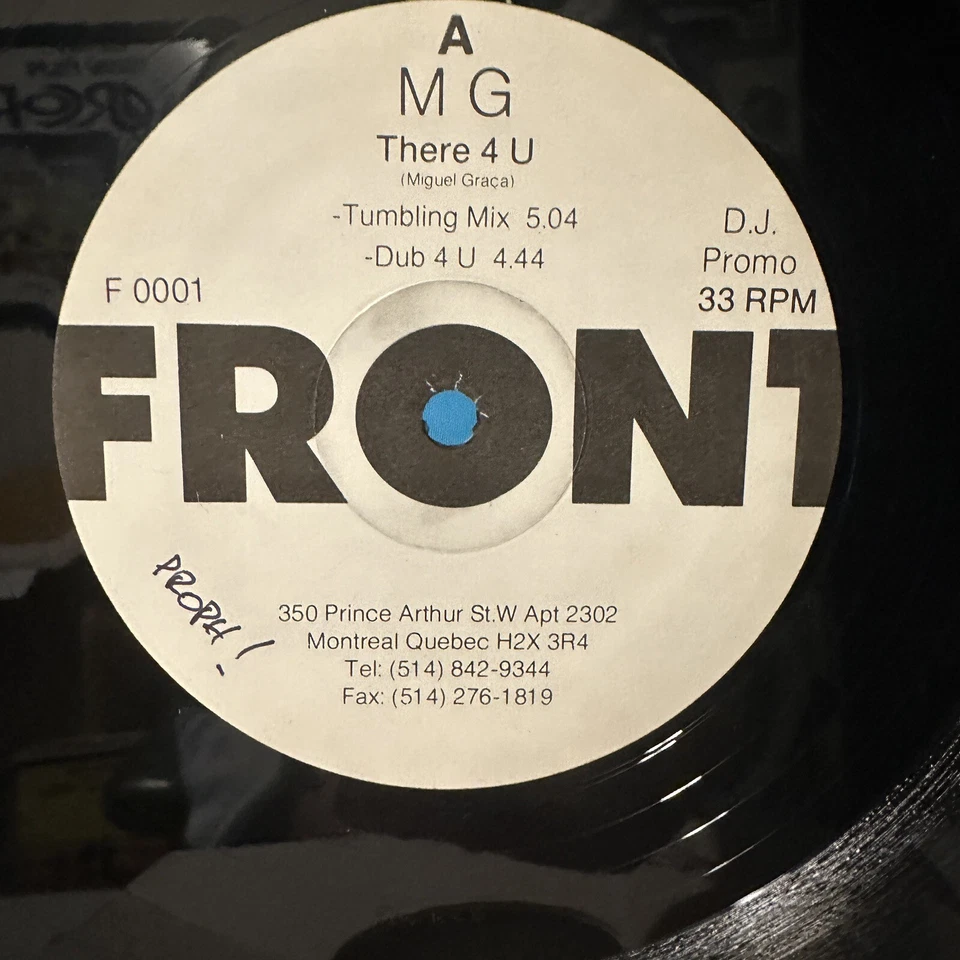 A
M G
There 4 U
(Miguel Graça)
-Tumbling Mix 5.04
-Dub 4 U 4.44
D.J.
Promo
33 RPM
F 0001
FRONT
PROPH!
350 Prince Arthur St.W Apt 2302
Montreal Quebec H2X 3R4
Tel: (514) 842-9344
Fax: (514) 276-1819